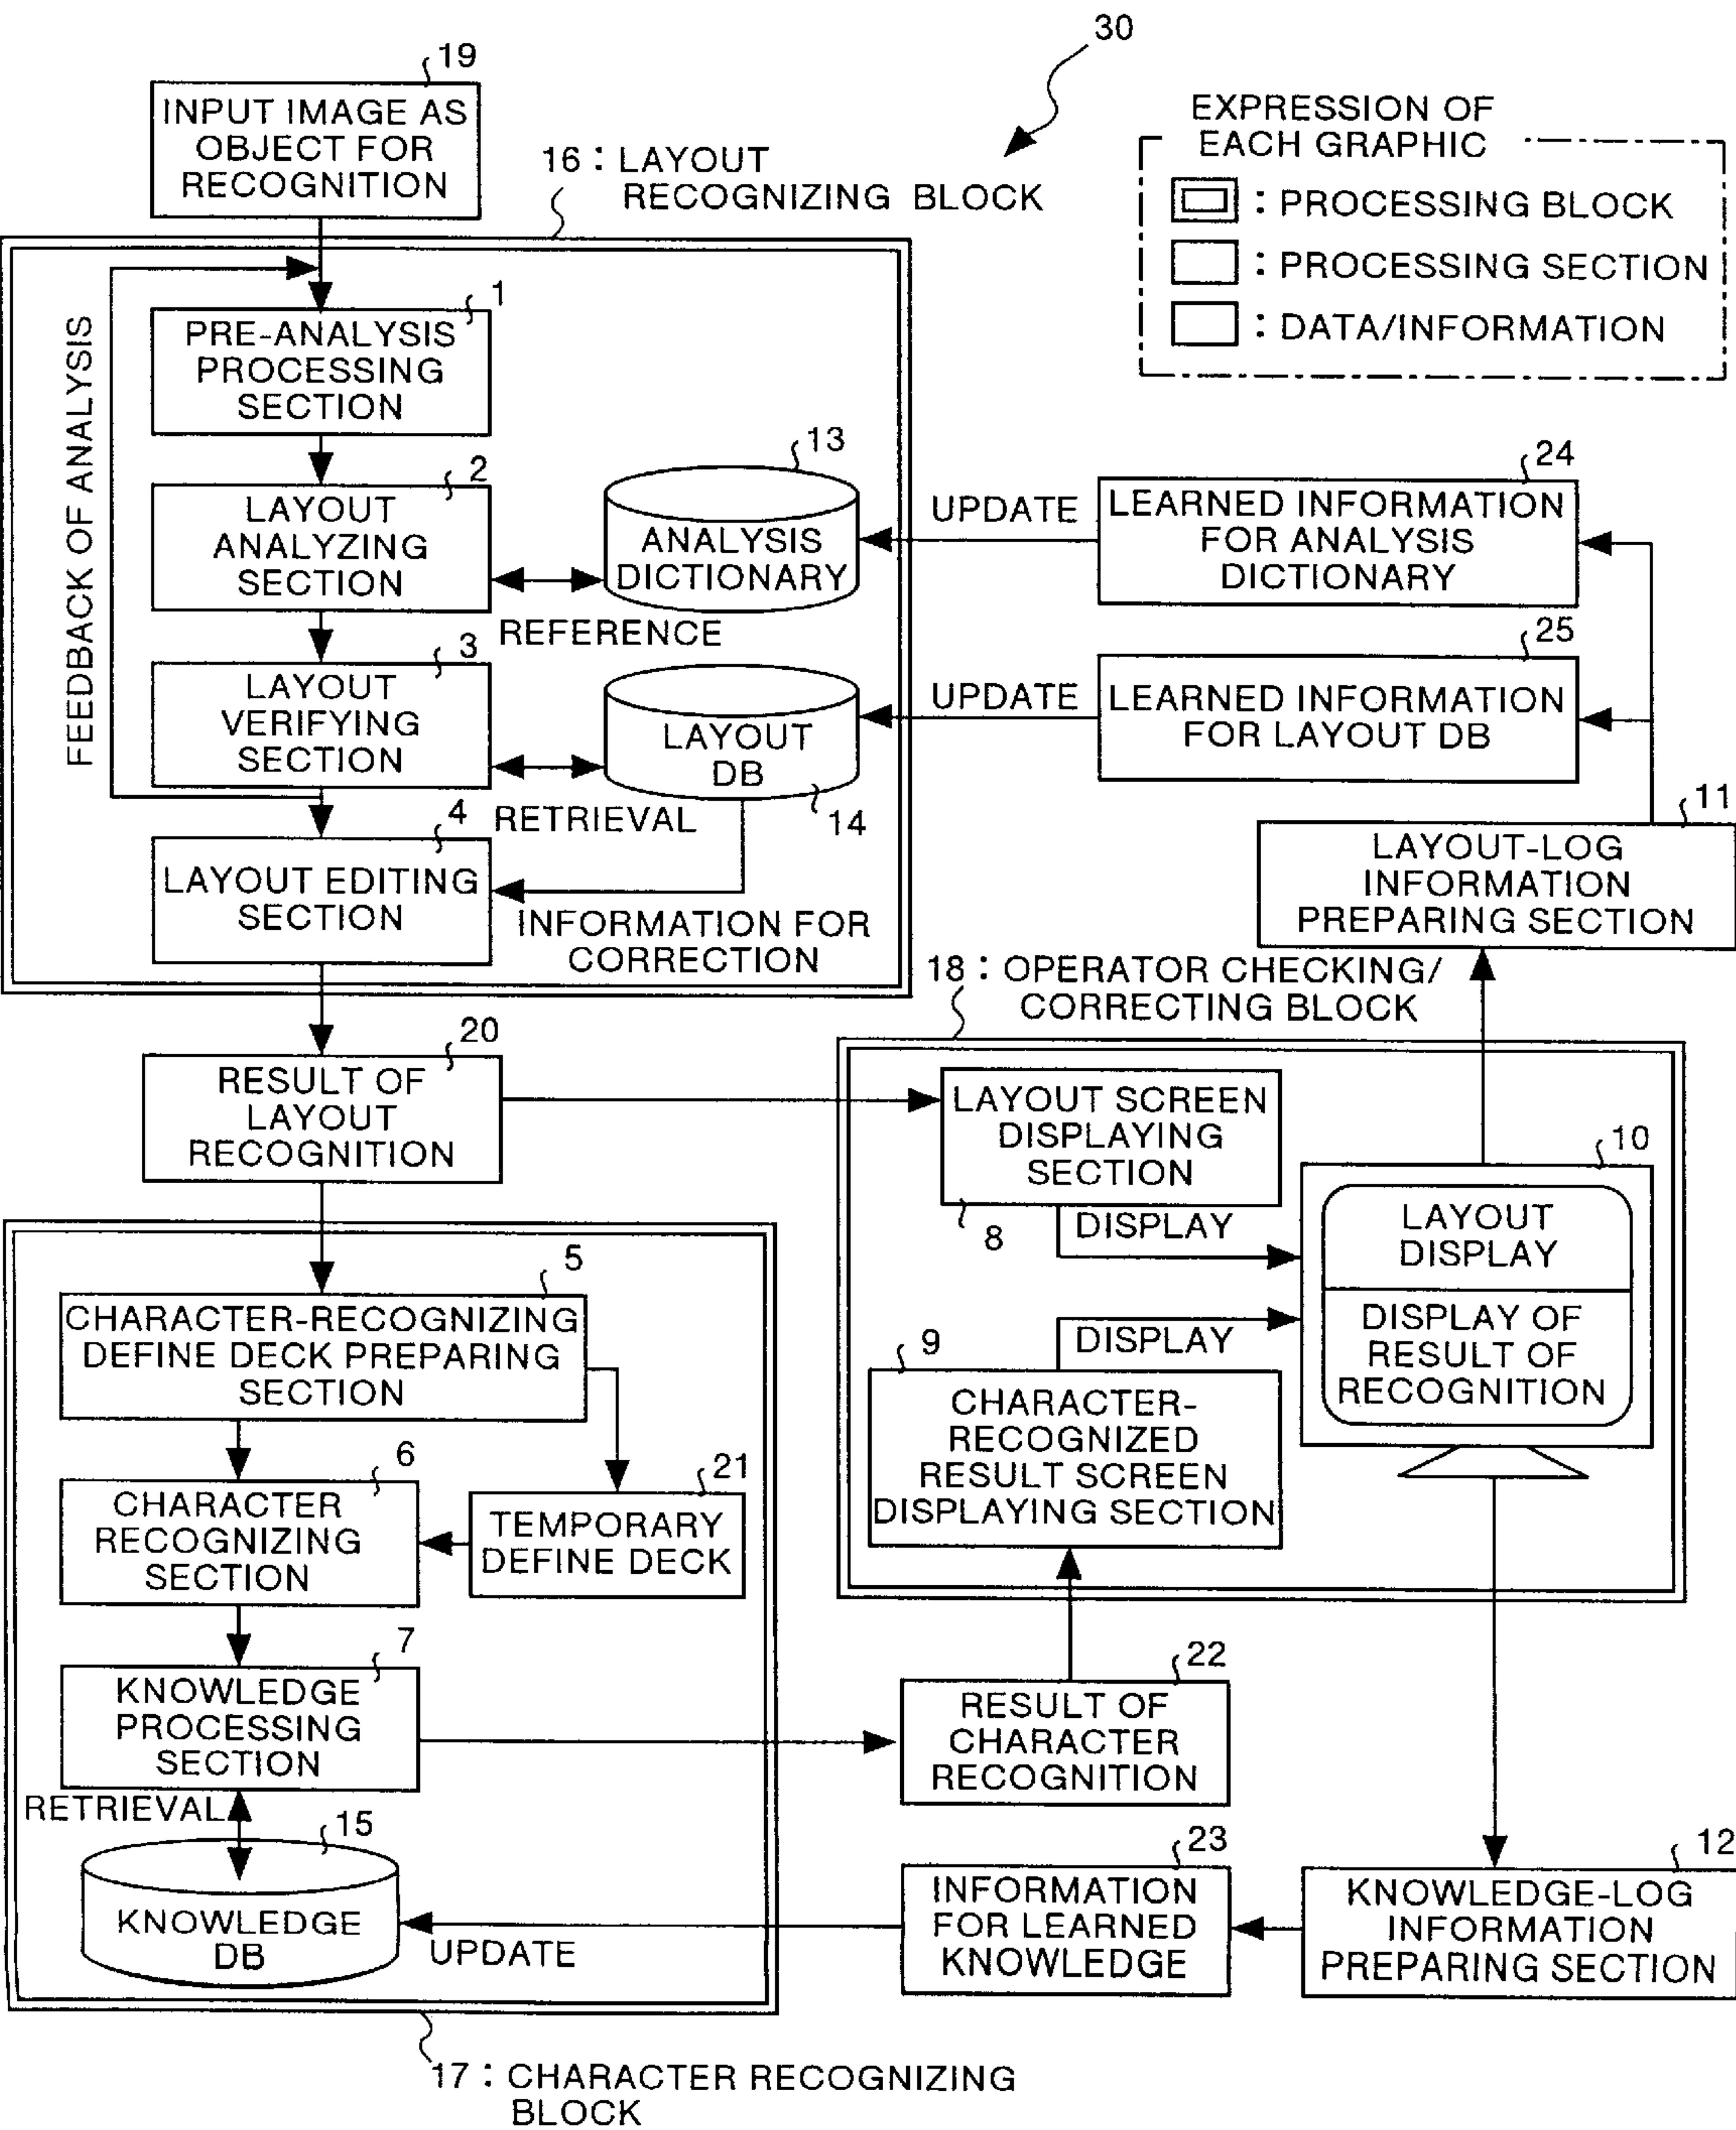 30
19
INPUT IMAGE AS
OBJECT FOR
RECOGNITION
16 : LAYOUT
RECOGNIZING BLOCK
EXPRESSION OF
EACH GRAPHIC
: PROCESSING BLOCK
: PROCESSING SECTION
: DATA/INFORMATION
FEEDBACK OF ANALYSIS
1
PRE-ANALYSIS
PROCESSING
SECTION
2
LAYOUT
ANALYZING
SECTION
13
ANALYSIS
DICTIONARY
REFERENCE
UPDATE
24
LEARNED INFORMATION
FOR ANALYSIS
DICTIONARY
3
LAYOUT
VERIFYING
SECTION
LAYOUT
DB
14
RETRIEVAL
UPDATE
25
LEARNED INFORMATION
FOR LAYOUT DB
4
LAYOUT EDITING
SECTION
INFORMATION FOR
CORRECTION
11
LAYOUT-LOG
INFORMATION
PREPARING SECTION
18 : OPERATOR CHECKING/
CORRECTING BLOCK
20
RESULT OF
LAYOUT
RECOGNITION
LAYOUT SCREEN
DISPLAYING
SECTION
8
DISPLAY
10
LAYOUT
DISPLAY
DISPLAY OF
RESULT OF
RECOGNITION
DISPLAY
9
CHARACTER-
RECOGNIZED
RESULT SCREEN
DISPLAYING SECTION
5
CHARACTER-RECOGNIZING
DEFINE DECK PREPARING
SECTION
6
CHARACTER
RECOGNIZING
SECTION
21
TEMPORARY
DEFINE DECK
7
KNOWLEDGE
PROCESSING
SECTION
22
RESULT OF
CHARACTER
RECOGNITION
RETRIEVAL
15
KNOWLEDGE
DB
UPDATE
23
INFORMATION
FOR LEARNED
KNOWLEDGE
12
KNOWLEDGE-LOG
INFORMATION
PREPARING SECTION
17 : CHARACTER RECOGNIZING
BLOCK